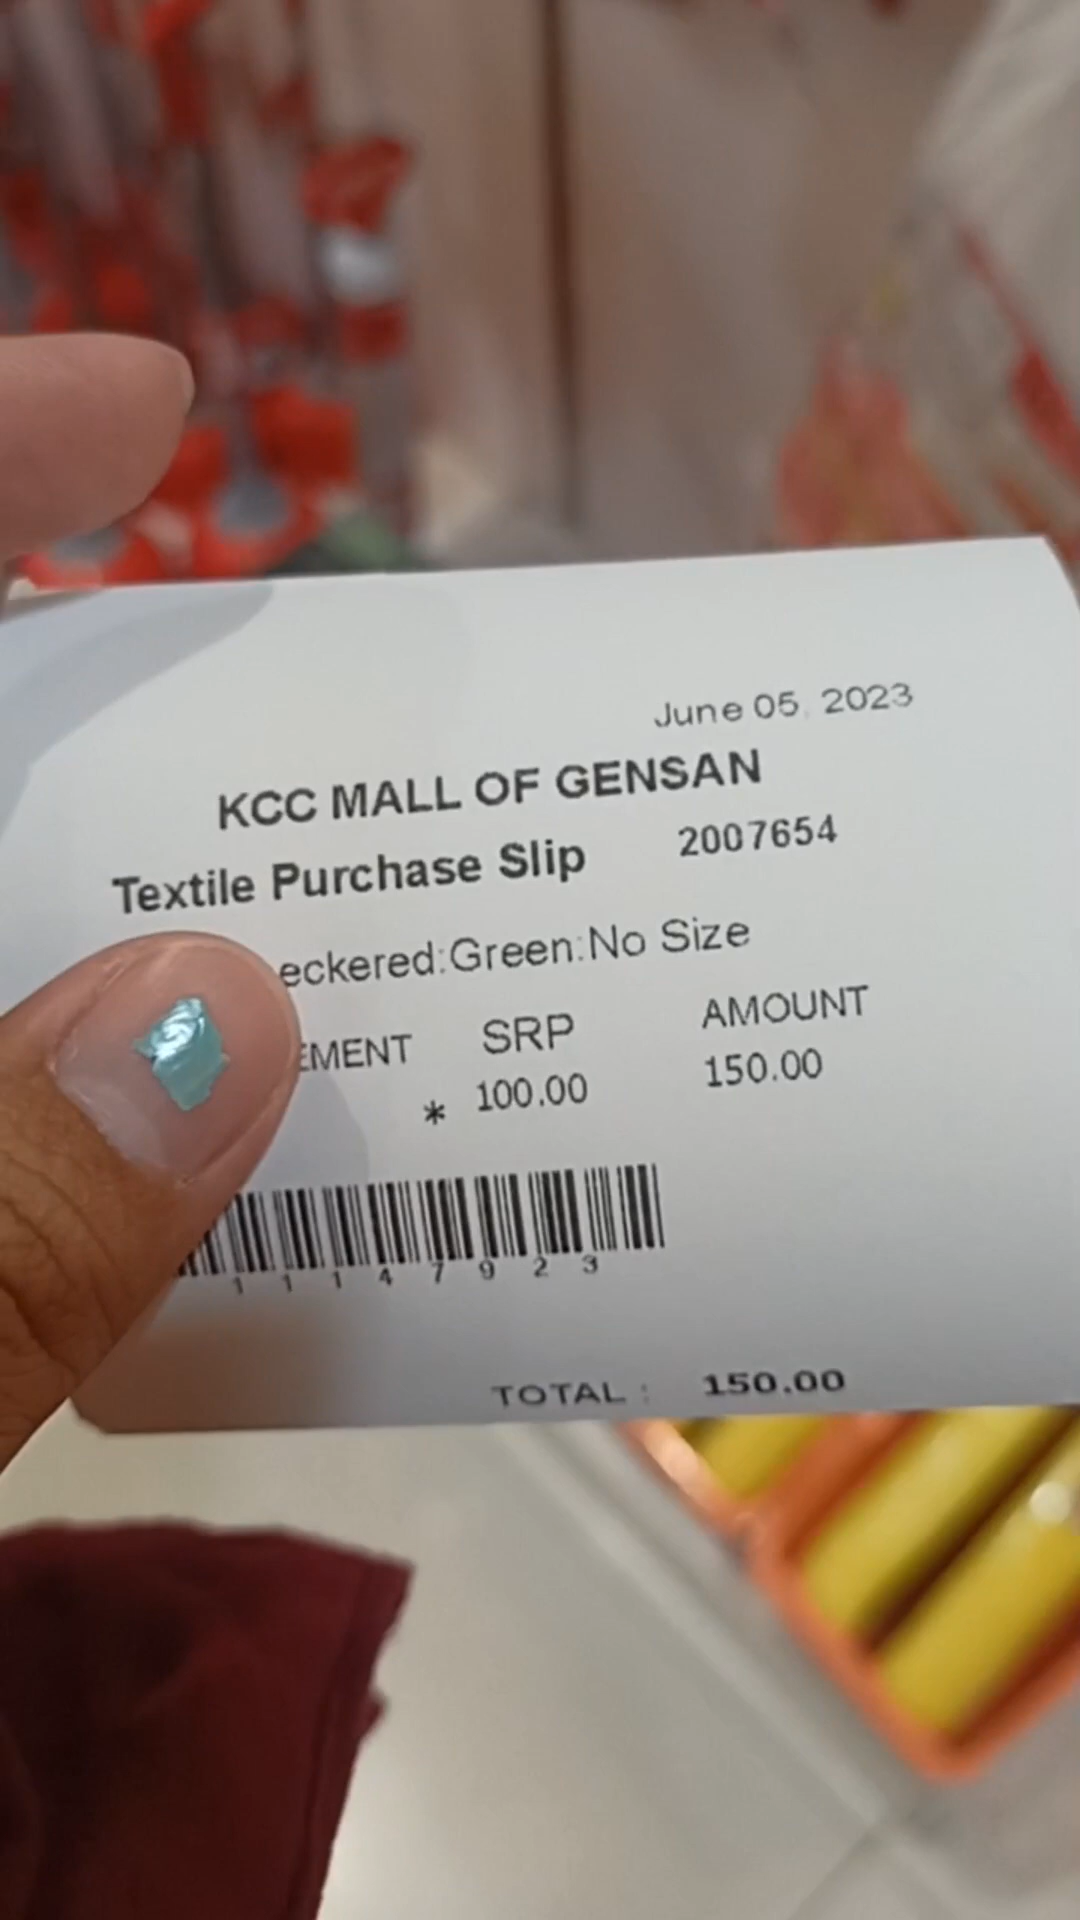 June 05, 2023
KCC MALL OF GENSAN
Textile Purchase Slip 2007654
eckered:Green:No Size
EMENT SRP AMOUNT
* 100.00 150.00
1 1 1 4 7 9 2 3
TOTAL : 150.00